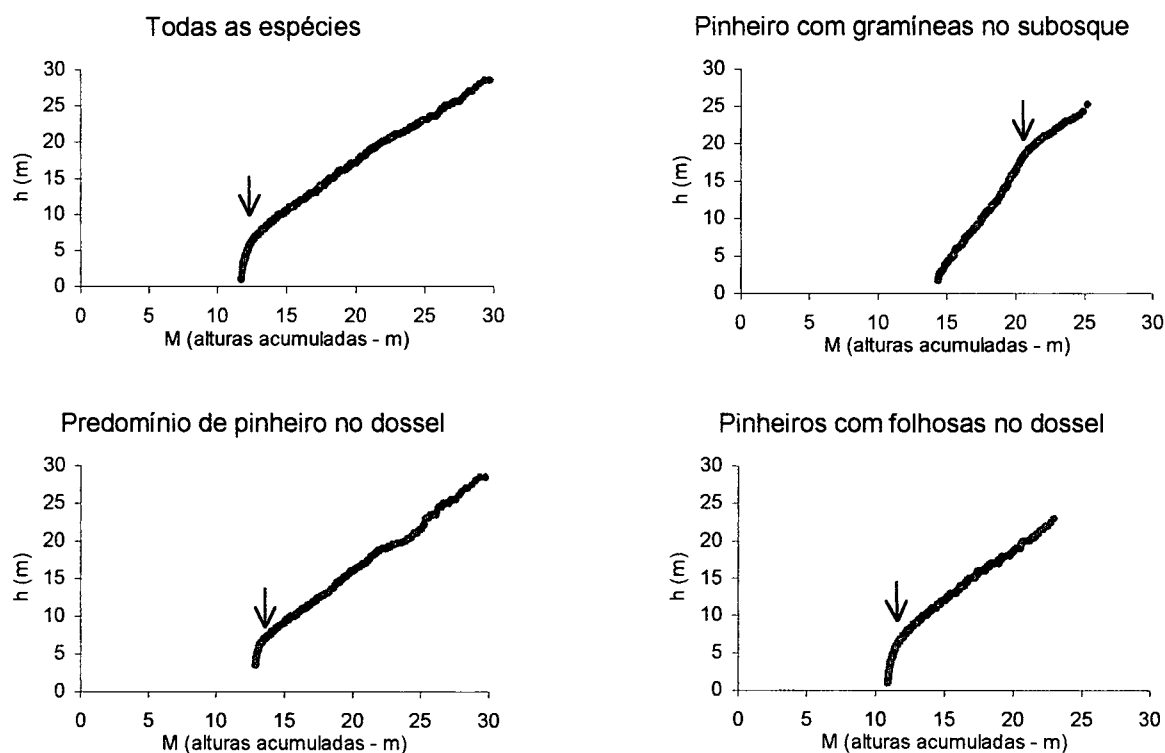 Todas as espécies
30
25
20
15
10
5
0
h (m)
0 5 10 15 20 25 30
M (alturas acumuladas - m)
Pinheiro com gramíneas no subosque
30
25
20
15
10
5
0
h (m)
0 5 10 15 20 25 30
M (alturas acumuladas - m)
Predomínio de pinheiro no dossel
30
25
20
15
10
5
0
h (m)
0 5 10 15 20 25 30
M (alturas acumuladas - m)
Pinheiros com folhosas no dossel
30
25
20
15
10
5
0
h (m)
0 5 10 15 20 25 30
M (alturas acumuladas - m)